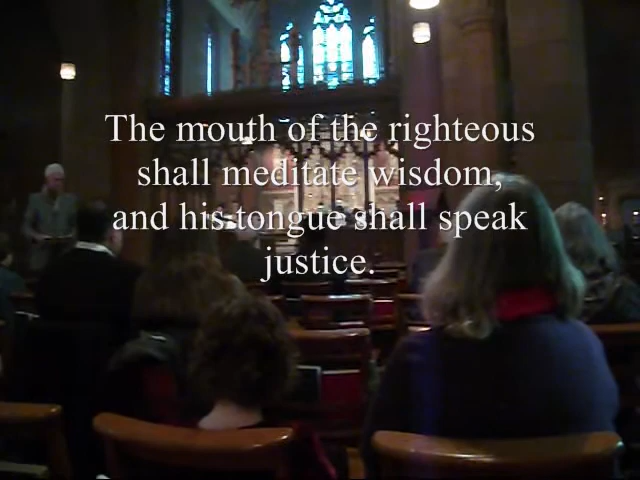 The mouth of the righteous
shall meditate wisdom,
and his tongue shall speak
justice.